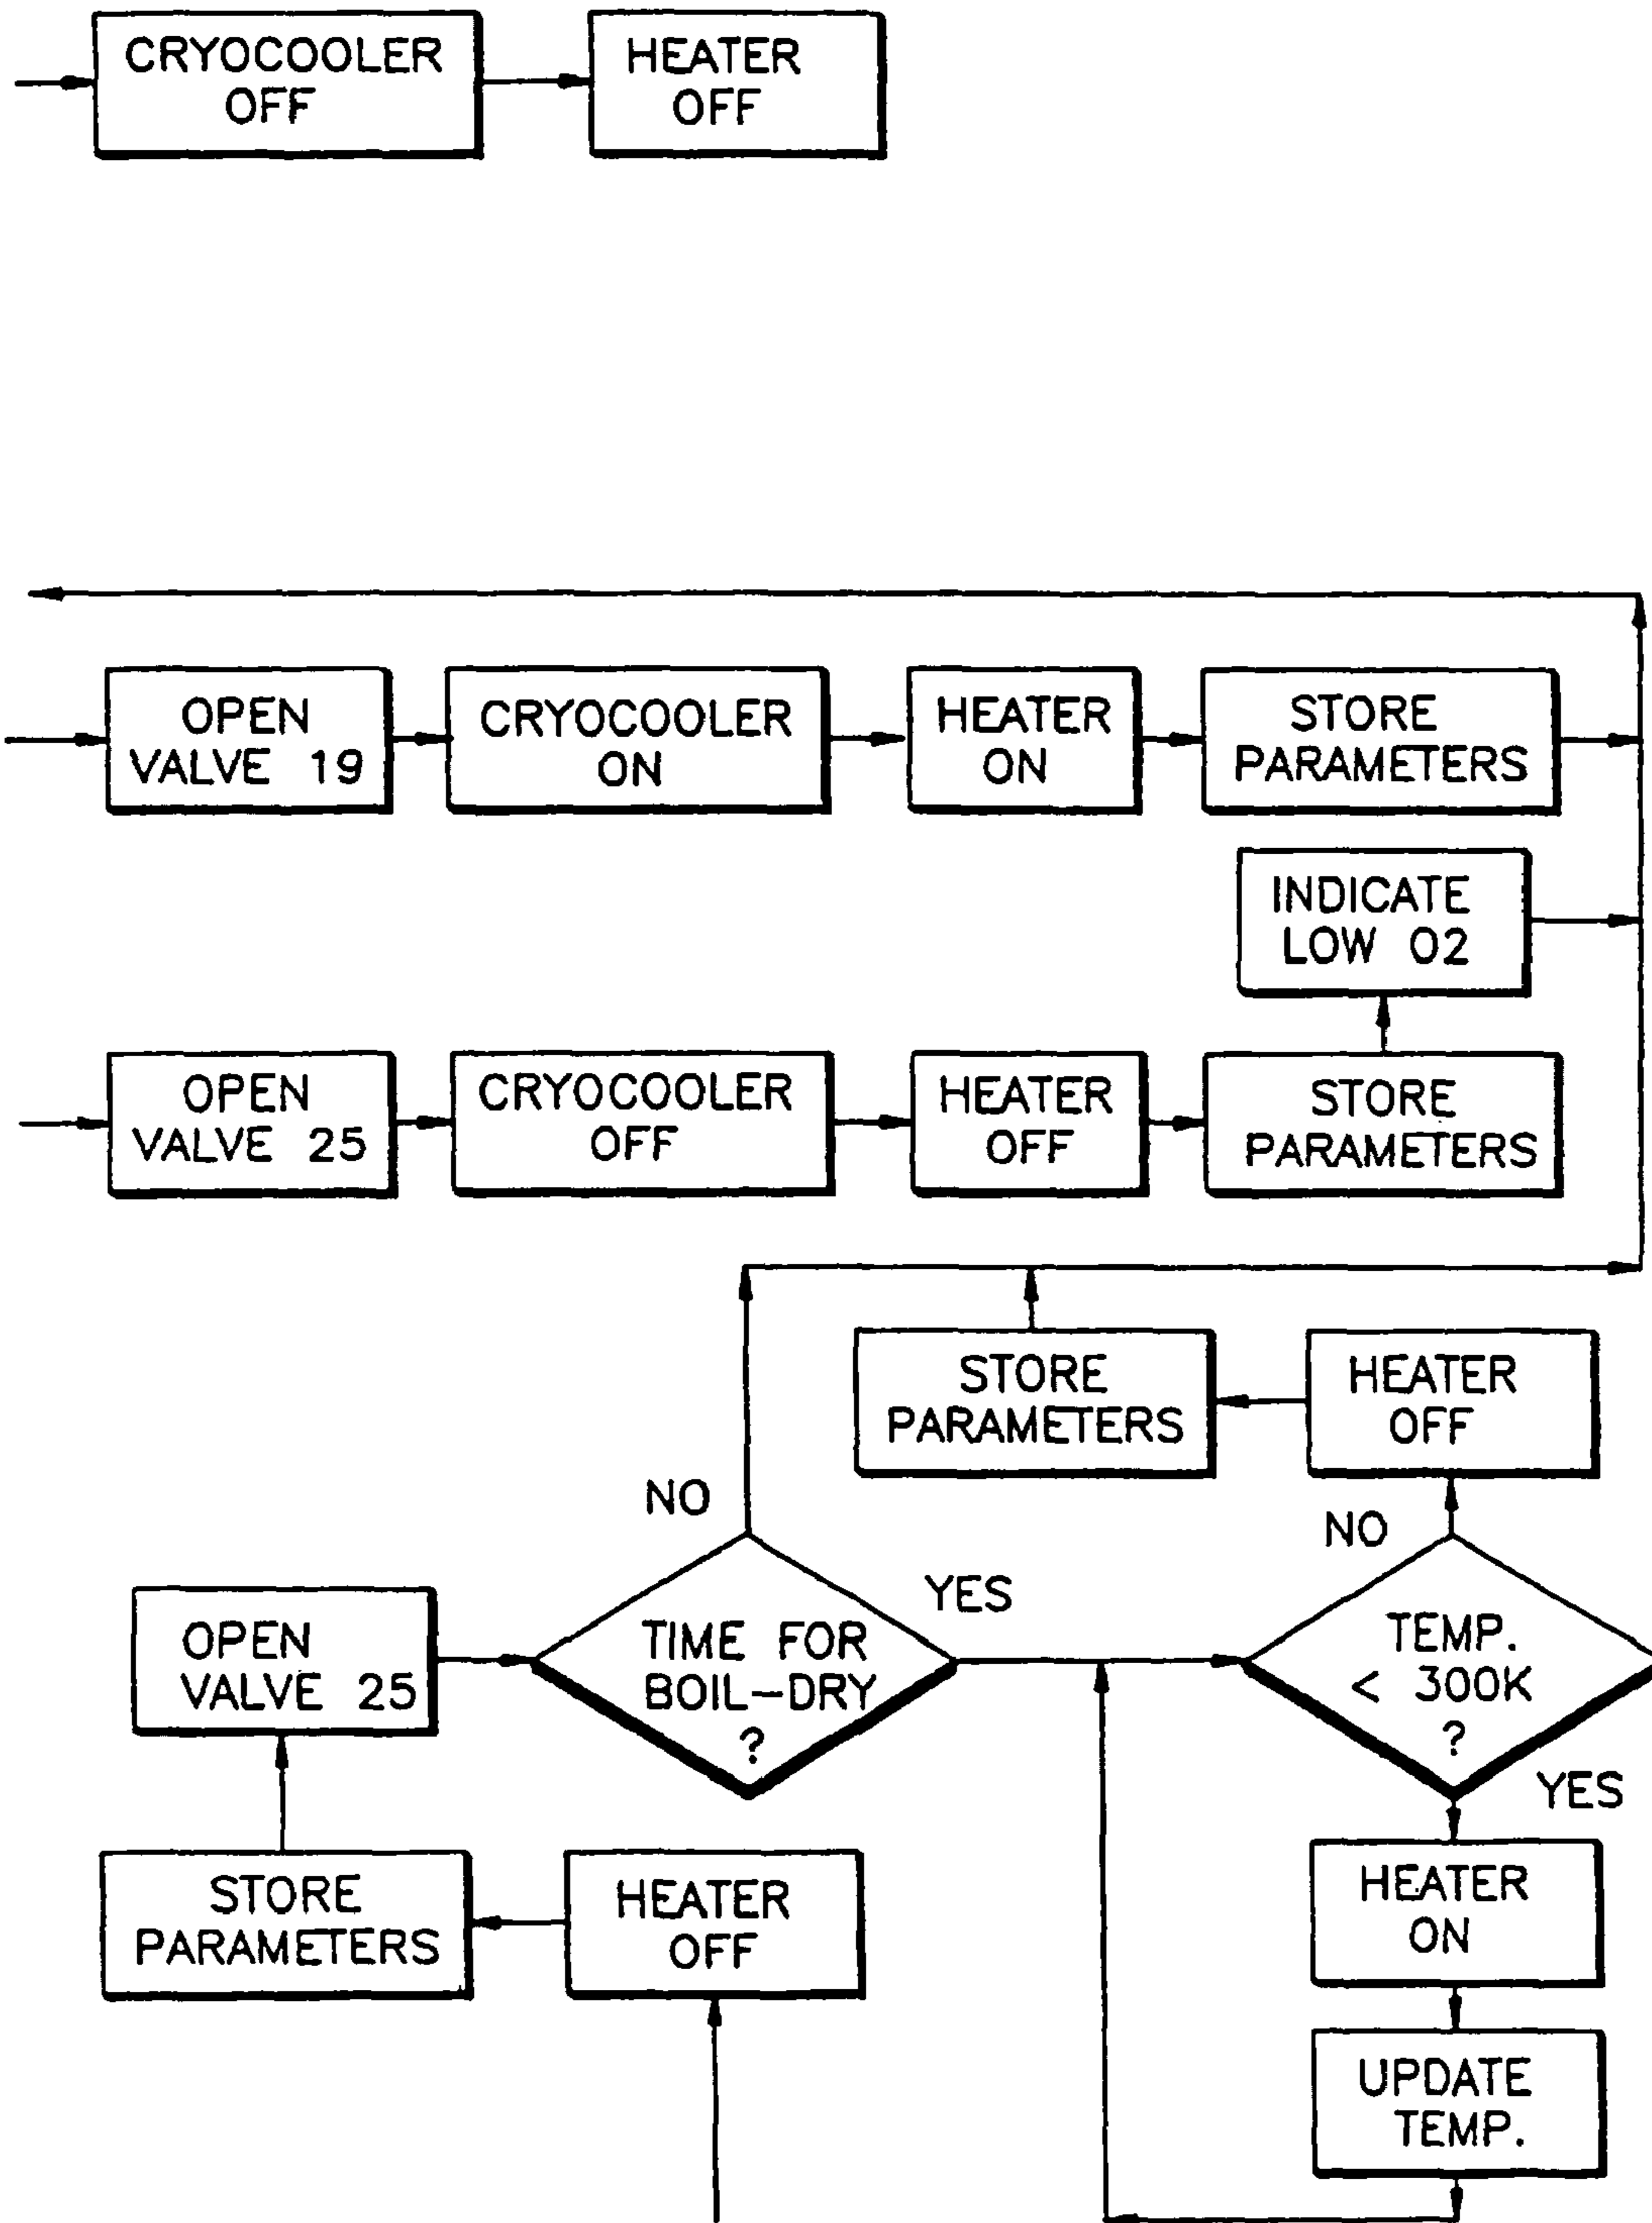 CRYOCOOLER
OFF
HEATER
OFF
OPEN
VALVE 19
CRYOCOOLER
ON
HEATER
ON
STORE
PARAMETERS
INDICATE
LOW O2
OPEN
VALVE 25
CRYOCOOLER
OFF
HEATER
OFF
STORE
PARAMETERS
STORE
PARAMETERS
HEATER
OFF
NO
NO
OPEN
VALVE 25
TIME FOR
BOIL-DRY
?
YES
TEMP.
< 300K
?
YES
STORE
PARAMETERS
HEATER
OFF
HEATER
ON
UPDATE
TEMP.